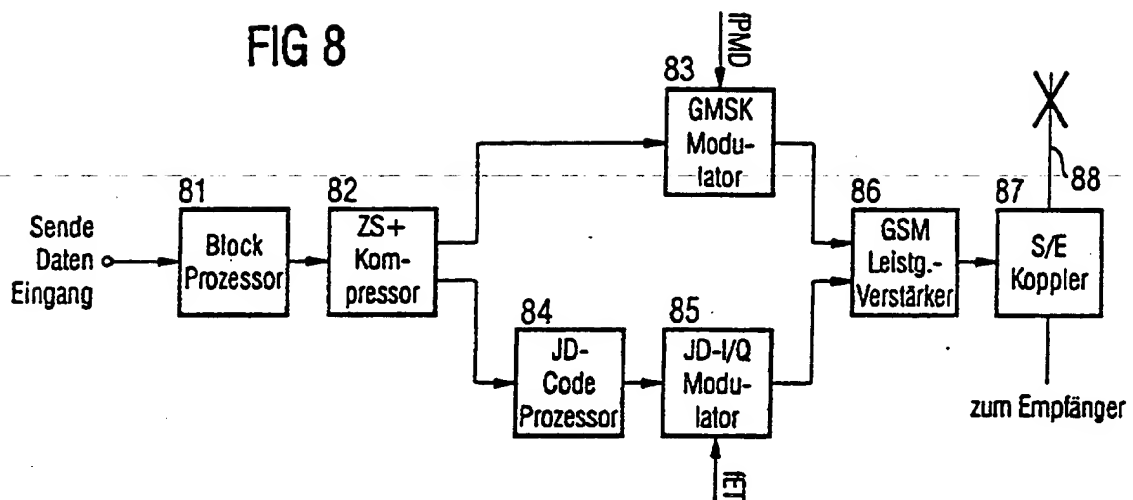 FIG 8
fPMD
83
GMSK
Modu-
lator
88
81
82
86
87
Sende
Daten
Eingang
Block
Prozessor
ZS+
Kom-
pressor
GSM
Leistg.-
Verstärker
S/E
Koppler
84
85
JD-
Code
Prozessor
JD-I/Q
Modu-
lator
zum Empfänger
fET